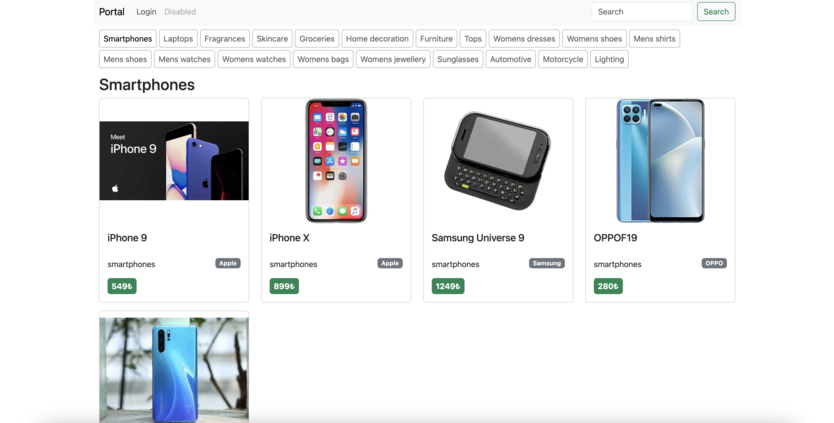 Portal Login Disabled Search Search
Smartphones Laptops Fragrances Skincare Groceries Home decoration Furniture Tops Womens dresses Womens shoes Mens shirts
Mens shoes Mens watches Womens watches Womens bags Womens jewellery Sunglasses Automotive Motorcycle Lighting
Smartphones
Meet
iPhone 9
iPhone 9
smartphones Apple
549₺
iPhone X
smartphones Apple
899₺
Samsung Universe 9
smartphones Samsung
1249₺
OPPOF19
smartphones OPPO
280₺